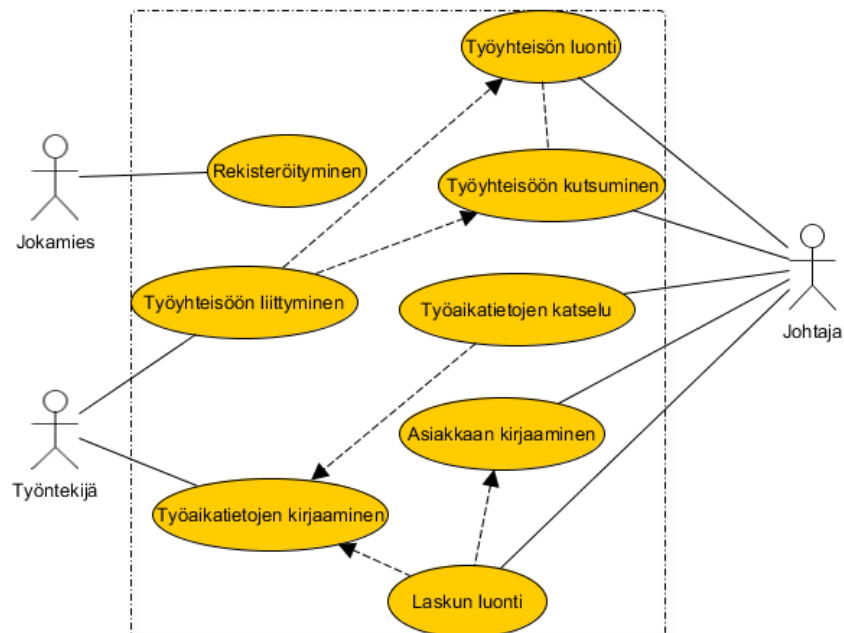 Työyhteisön luonti
Rekisteröityminen
Työyhteisöön kutsuminen
Jokamies
Työyhteisöön liittyminen
Työaikatietojen katselu
Johtaja
Asiakkaan kirjaaminen
Työntekijä
Työaikatietojen kirjaaminen
Laskun luonti